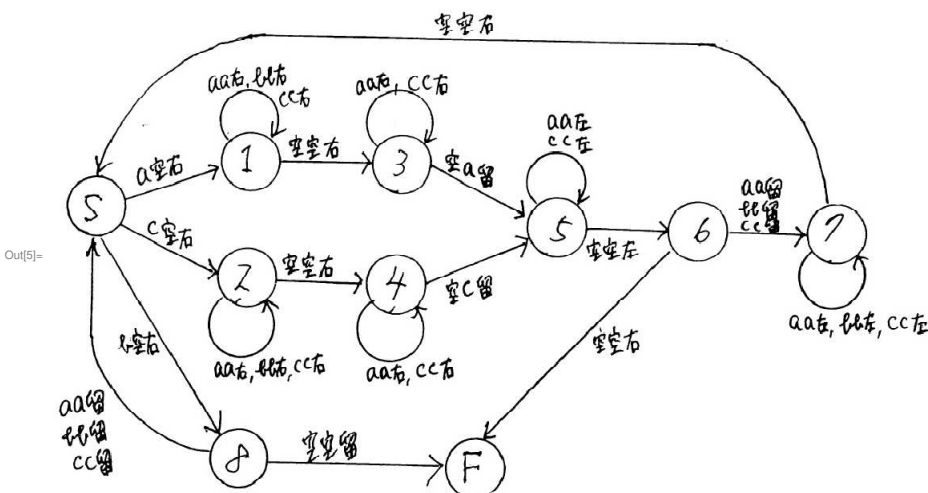 空空右
aa右, bb右
cc右
aa右, cc右
aa左
cc左
1
空空右
3
空a留
a空右
S
c空右
5
空空左
6
aa留
bb留
cc留
7
Out[5]=
2
空空右
4
空c留
aa右, bb右, cc右
aa右, cc右
aa左, bb左, cc左
b空右
空空右
aa留
bb留
cc留
8
空空留
F